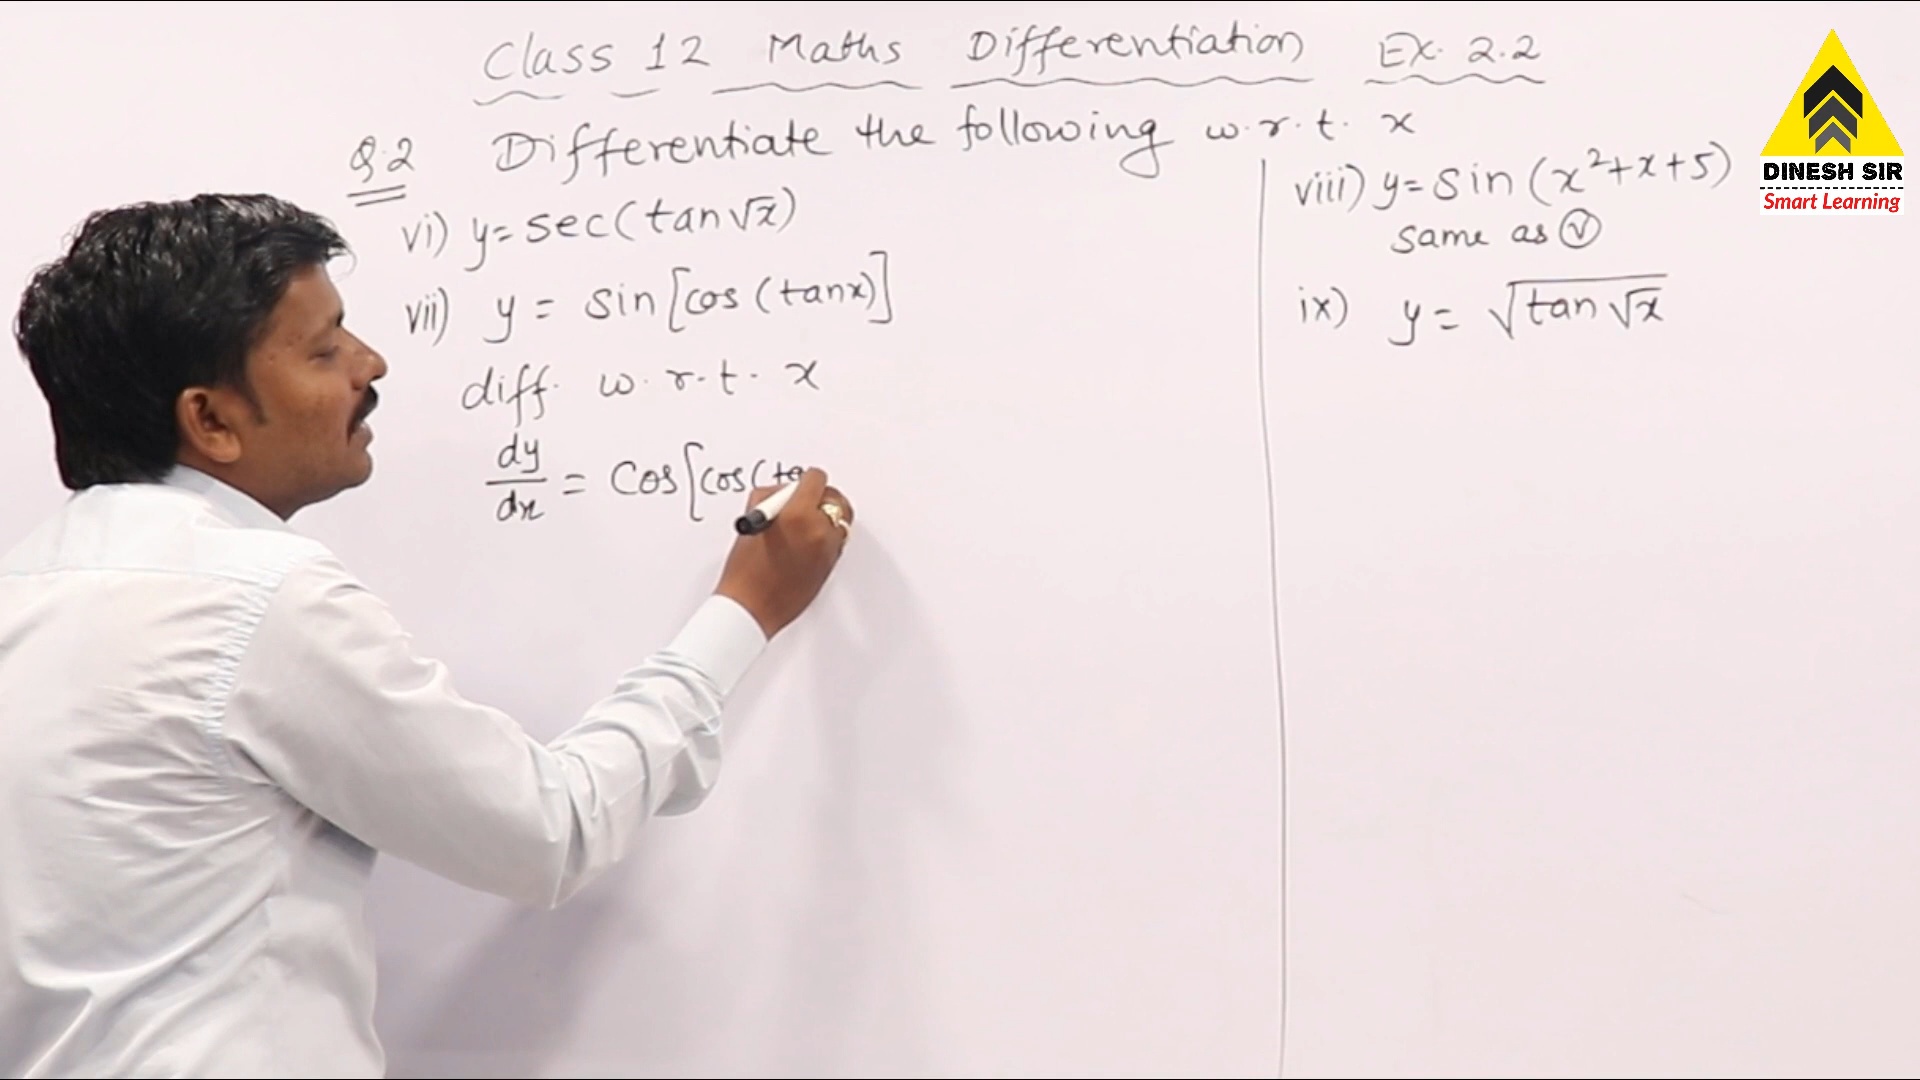 Class 12 Maths Differentiation Ex. 2.2
Q.2 Differentiate the following w.r.t. x
vi) y = sec(tan√x)
vii) y = sin[cos(tanx)]
diff. w.r.t. x
dy/dx = Cos[cos(ta
viii) y = sin(x²+x+5)
same as Ⓥ
ix) y = √(tan√x)
DINESH SIR
Smart Learning